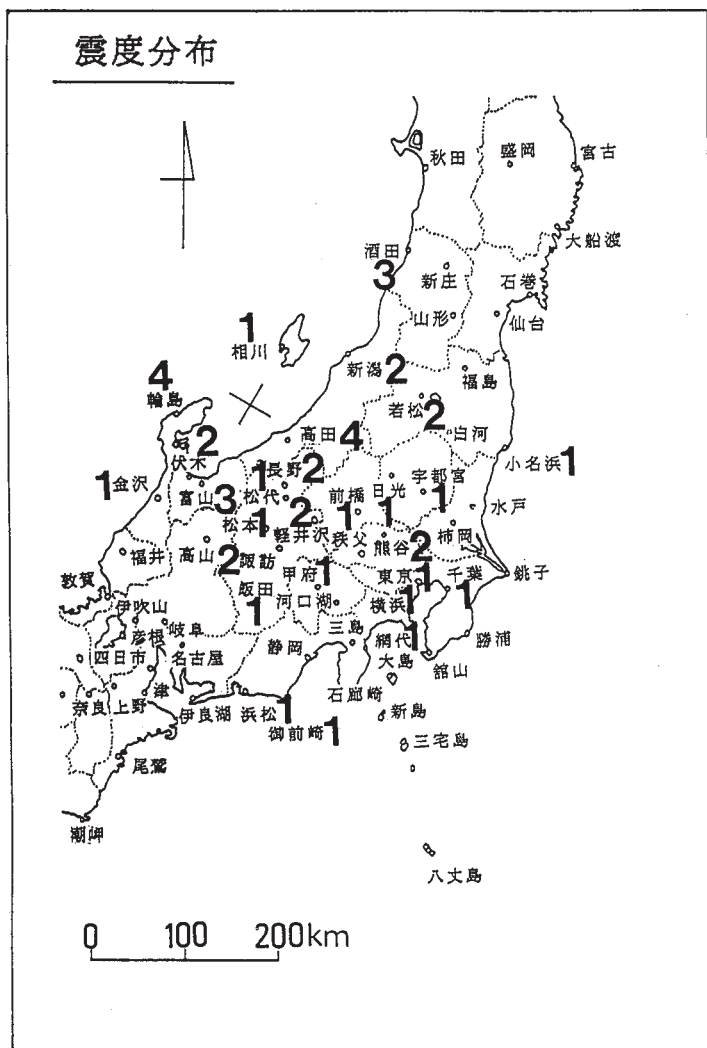 震度分布
秋田
盛岡
宮古
大船渡
酒田
3
新庄
石巻
山形
仙台
1
相川
新潟 2
福島
4
輪島
若松 2
白河
2
伏木
高田 4
小名浜 1
1 金沢
富山 3
長野 2
1
松代
前橋
1
日光
1
宇都宮
1
水戸
松本 1
2
軽井沢
秩父
熊谷 2
柿岡
福井
高山
2 諏訪
甲府 1
東京 1
千葉
1
銚子
敦賀
飯田
1
河口湖
横浜 1
伊吹山
彦根
岐阜
三島
網代 1
勝浦
四日市
名古屋
静岡
大島
館山
奈良
上野
津
伊良湖
浜松 1
石廊崎
新島
御前崎 1
三宅島
尾鷲
潮岬
八丈島
0 100 200km